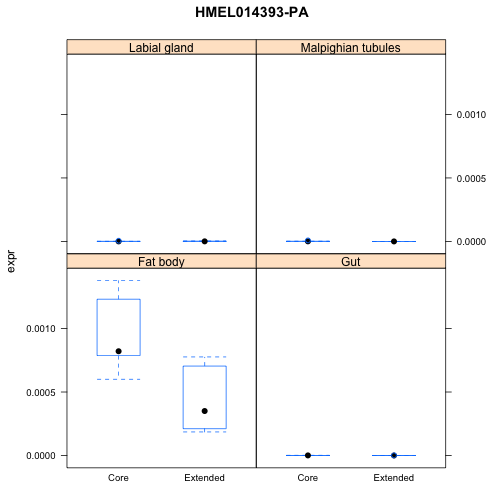 HMEL014393-PA
Labial gland Malpighian tubules
0.0010
0.0005
0.0000
expr
Fat body Gut
0.0010
0.0005
0.0000
Core Extended Core Extended